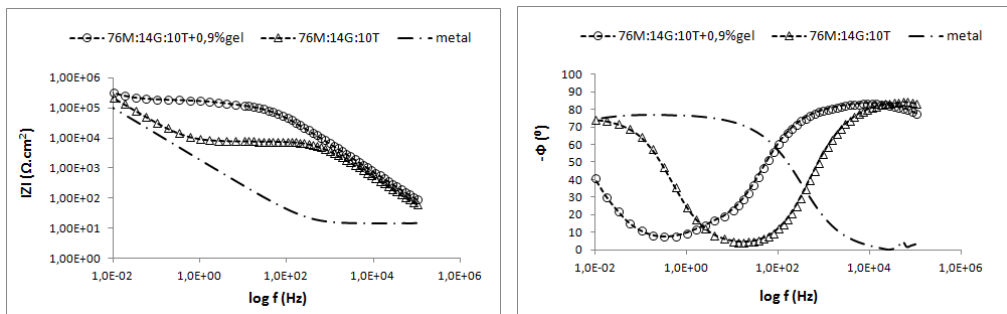 76M:14G:10T+0,9%gel 76M:14G:10T metal
1,00E+06
1,00E+05
1,00E+04
1,00E+03
1,00E+02
1,00E+01
1,00E+00
IZI (Ω.cm²)
1,0E-02 1,0E+00 1,0E+02 1,0E+04 1,0E+06
log f (Hz)
76M:14G:10T+0,9%gel 76M:14G:10T metal
100
90
80
70
60
50
40
30
20
10
0
-Φ (º)
1,0E-02 1,0E+00 1,0E+02 1,0E+04 1,0E+06
log f (Hz)